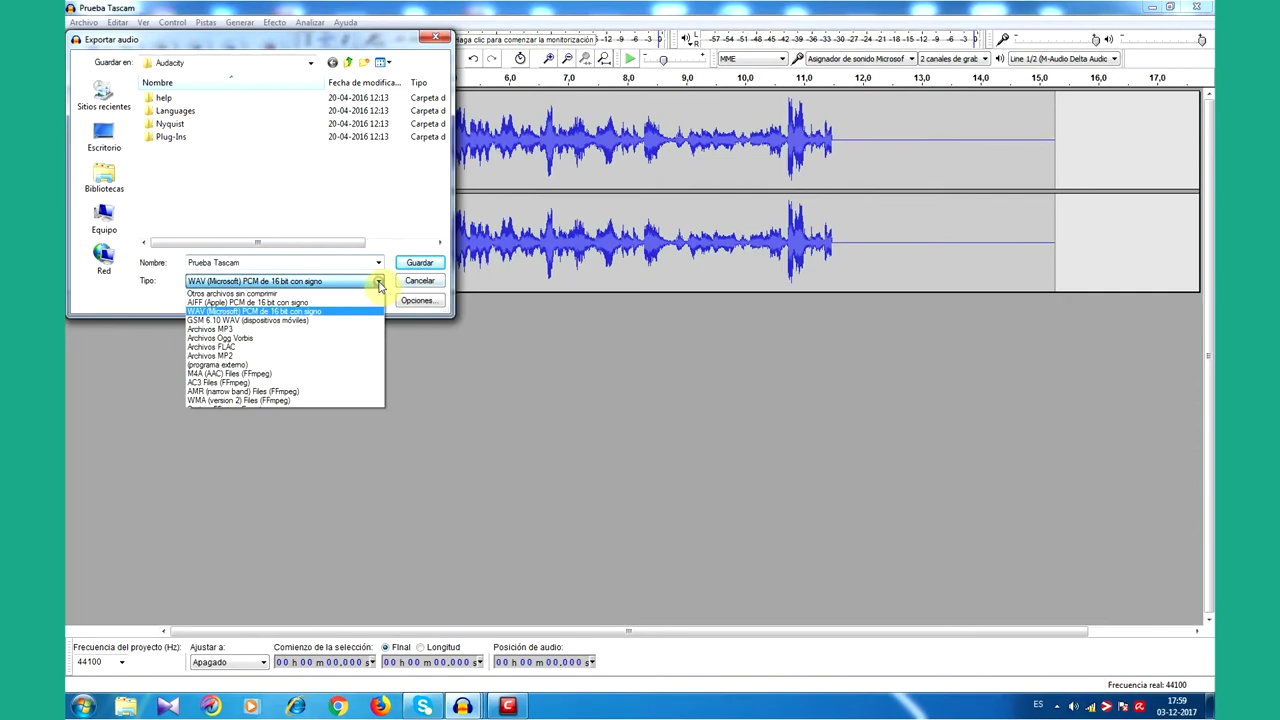 Prueba Tascam
Archivo Editar Ver Control Pistas Generar Efecto Analizar Ayuda
Exportar audio
Haga clic para comenzar la monitorización
-12 -9 -6 -3 0
L
R
-57 -54 -51 -48 -45 -42 -39 -36 -33 -30 -27 -24 -21 -18 -15 -12 -9 -6 -3 0
Guardar en: Audacity
MME
Asignador de sonido Microsof
2 canales de grab
Line 1/2 (M-Audio Delta Audio
6,0 7,0 8,0 9,0 10,0 11,0 12,0 13,0 14,0 15,0 16,0 17,0
Nombre Fecha de modifica... Tipo
help 20-04-2016 12:13 Carpeta d
Languages 20-04-2016 12:13 Carpeta d
Nyquist 20-04-2016 12:13 Carpeta d
Plug-Ins 20-04-2016 12:13 Carpeta d
Sitios recientes
Escritorio
Bibliotecas
Equipo
Red
Nombre: Prueba Tascam Guardar
Tipo: WAV (Microsoft) PCM de 16 bit con signo Cancelar
Opciones...
Otros archivos sin comprimir
AIFF (Apple) PCM de 16 bit con signo
WAV (Microsoft) PCM de 16 bit con signo
GSM 6.10 WAV (dispositivos móviles)
Archivos MP3
Archivos Ogg Vorbis
Archivos FLAC
Archivos MP2
(programa externo)
M4A (AAC) Files (FFmpeg)
AC3 Files (FFmpeg)
AMR (narrow band) Files (FFmpeg)
WMA (version 2) Files (FFmpeg)
Frecuencia del proyecto (Hz): Ajustar a: Comienzo de la selección: Final Longitud Posición de audio:
44100 Apagado 00 h 00 m 00,000 s 00 h 00 m 00,000 s 00 h 00 m 00,000 s
Frecuencia real: 44100
ES
17:59
03-12-2017